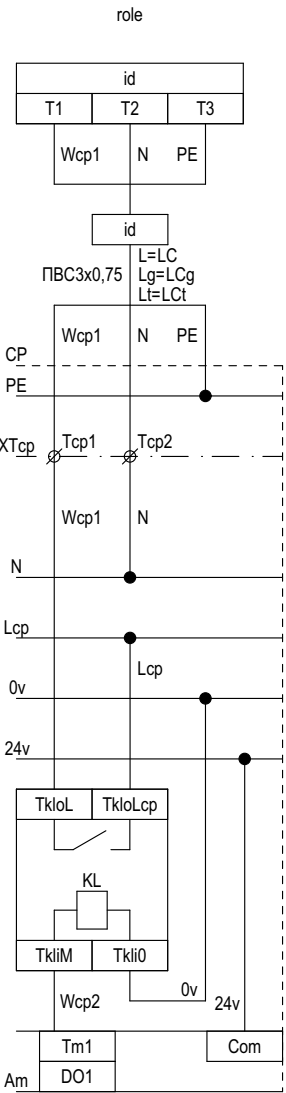 role
id
T1 T2 T3
Wcp1 N PE
id
L=LC
ПВС3x0,75 Lg=LCg
Lt=LCt
Wcp1 N PE
CP
PE
XTcp Tcp1 Tcp2
Wcp1 N
N
Lcp
Lcp
0v
24v
TkloL TkloLcp
KL
TkliM Tkli0
Wcp2 0v 24v
Tm1 Com
Am DO1